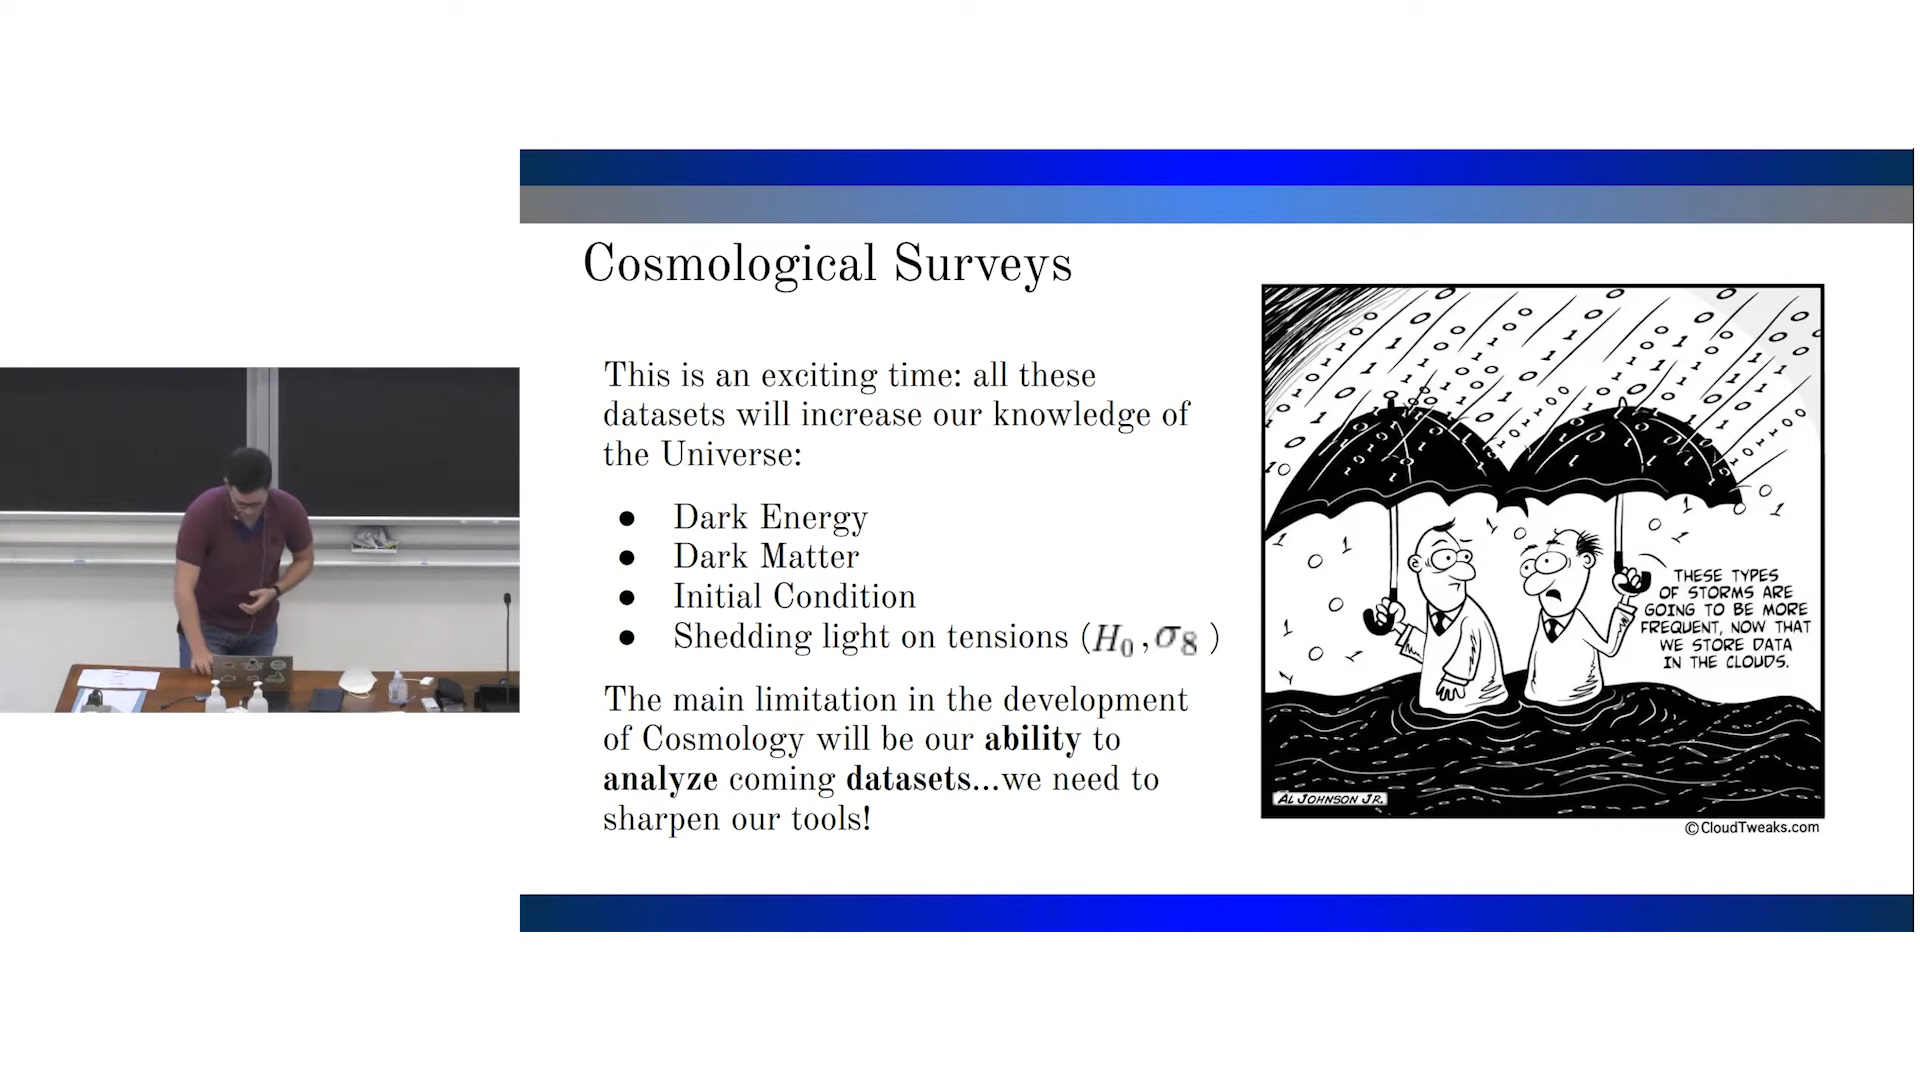 Cosmological Surveys
This is an exciting time: all these
datasets will increase our knowledge of
the Universe:
● Dark Energy
● Dark Matter
● Initial Condition
● Shedding light on tensions (H₀,σ₈)
The main limitation in the development
of Cosmology will be our ability to
analyze coming datasets...we need to
sharpen our tools!
THESE TYPES
OF STORMS ARE
GOING TO BE MORE
FREQUENT, NOW THAT
WE STORE DATA
IN THE CLOUDS.
AL JOHNSON JR.
©CloudTweaks.com